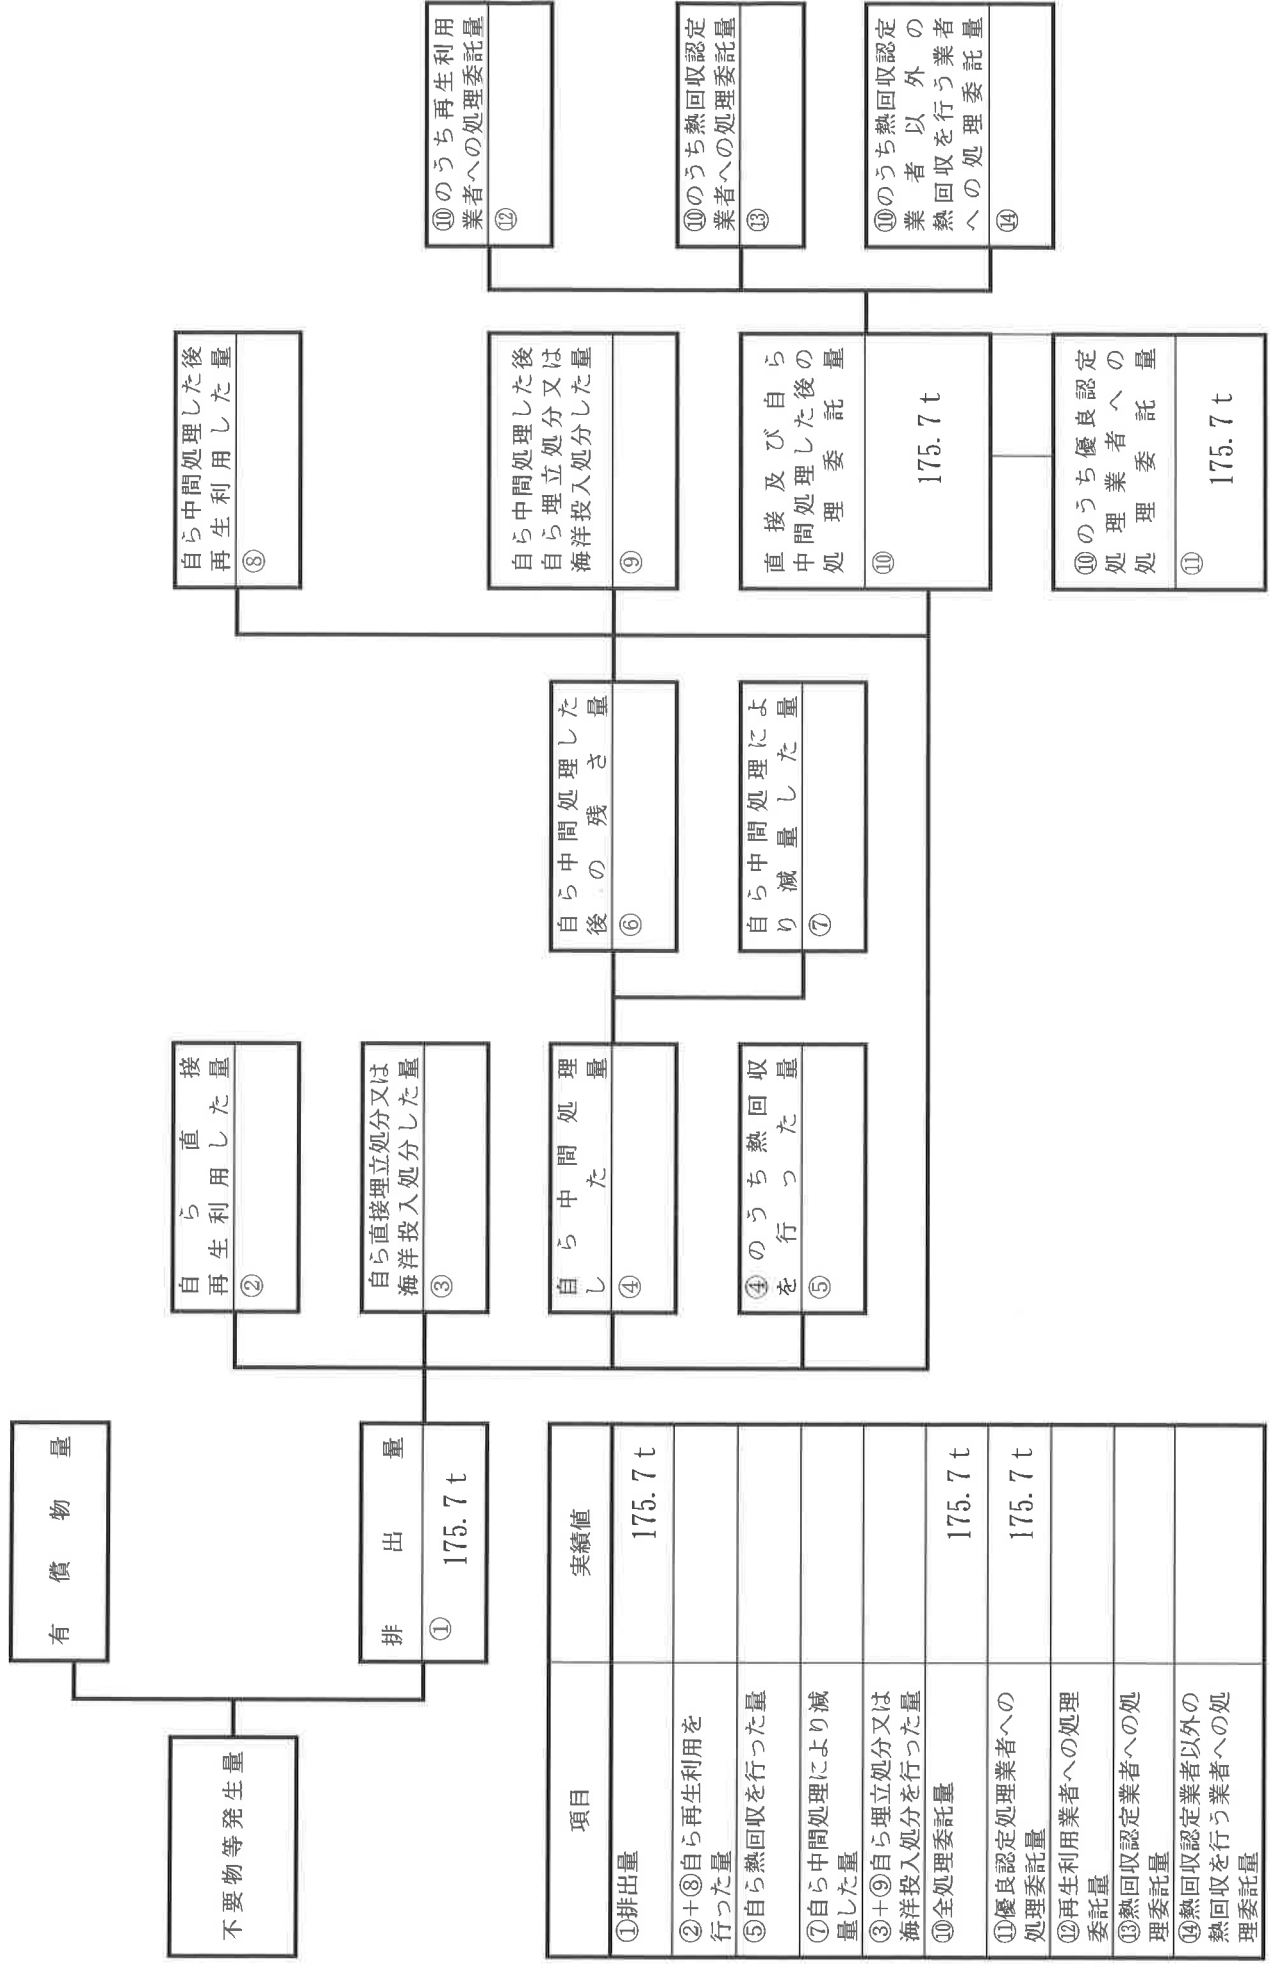 不要物等発生量
有償物量
排出量
①
175.7ｔ
自ら直接
再生利用した量
②
自ら直接埋立処分又は
海洋投入処分した量
③
自ら中間処理
した量
④
④のうち熱回収
を行った量
⑤
自ら中間処理した
後の残さ量
⑥
自ら中間処理によ
り減量した量
⑦
自ら中間処理した後
再生利用した量
⑧
自ら中間処理した後
自ら埋立処分又は
海洋投入処分した量
⑨
直接及び自ら
中間処理した後の
処理委託量
⑩
175.7ｔ
⑩のうち優良認定
処理業者への
処理委託量
⑪
175.7ｔ
⑩のうち再生利用
業者への処理委託量
⑫
⑩のうち熱回収認定
業者への処理委託量
⑬
⑩のうち熱回収認定
業者以外の
熱回収を行う業者
への処理委託量
⑭
項目 実績値
①排出量 175.7ｔ
②＋⑧自ら再生利用を
行った量
⑤自ら熱回収を行った量
⑦自ら中間処理により減
量した量
③＋⑨自ら埋立処分又は
海洋投入処分を行った量
⑩全処理委託量 175.7ｔ
⑪優良認定処理業者への
処理委託量 175.7ｔ
⑫再生利用業者への処理
委託量
⑬熱回収認定業者への処
理委託量
⑭熱回収認定業者以外の
熱回収を行う業者への処
理委託量